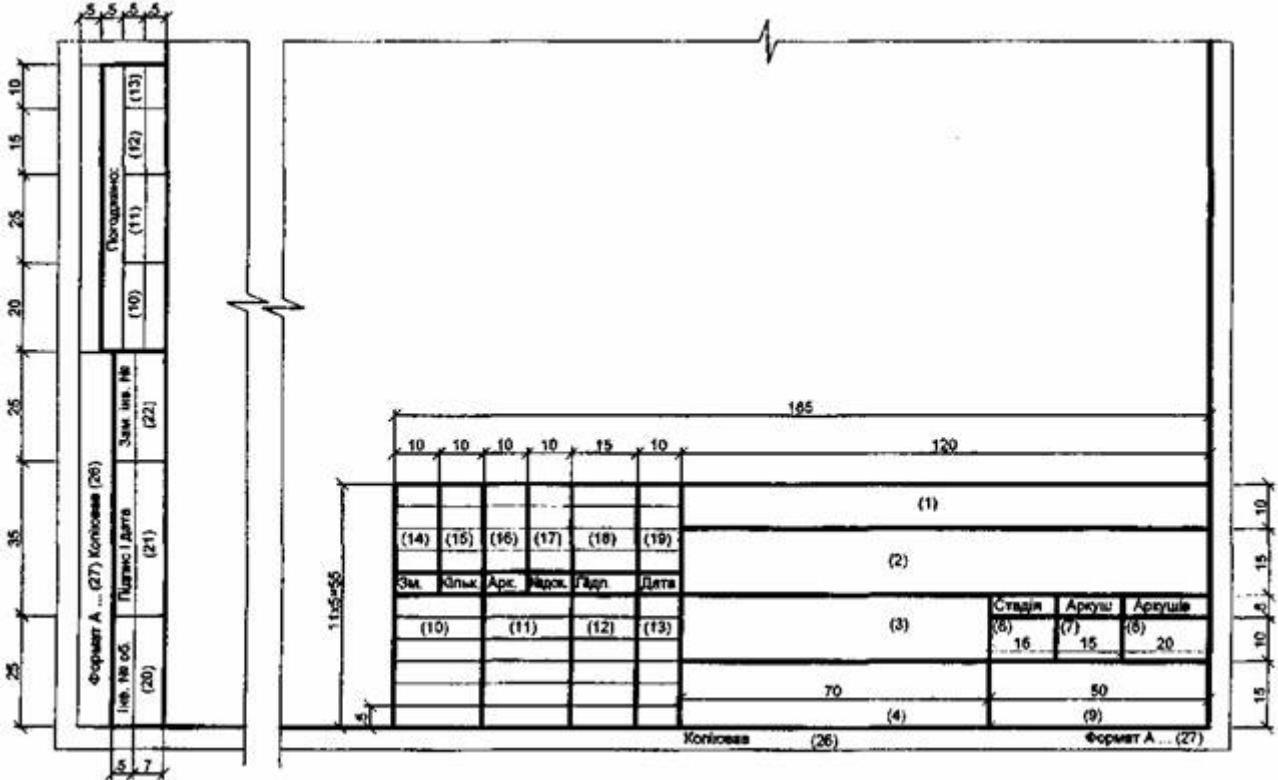 5 5 5 5
10
15
25
20
25
35
25
Погоджено:
(13)
(12)
(11)
(10)
Зам. інв. №
(22)
Підпис і дата
(21)
Інв. № об.
(20)
Формат А ... (27) Копіював (26)
5 7
185
10 10 10 10 15 10 120
11x5=55
5
(14) (15) (16) (17) (18) (19)
Зм. Кільк. Арк. №док. Підп. Дата
(10) (11) (12) (13)
(1)
(2)
(3)
Стадія Аркуш Аркушів
(6) (7) (8)
16 15 20
70 50
(4) (9)
10
15
5
10
15
Копіював (26) Формат А ... (27)